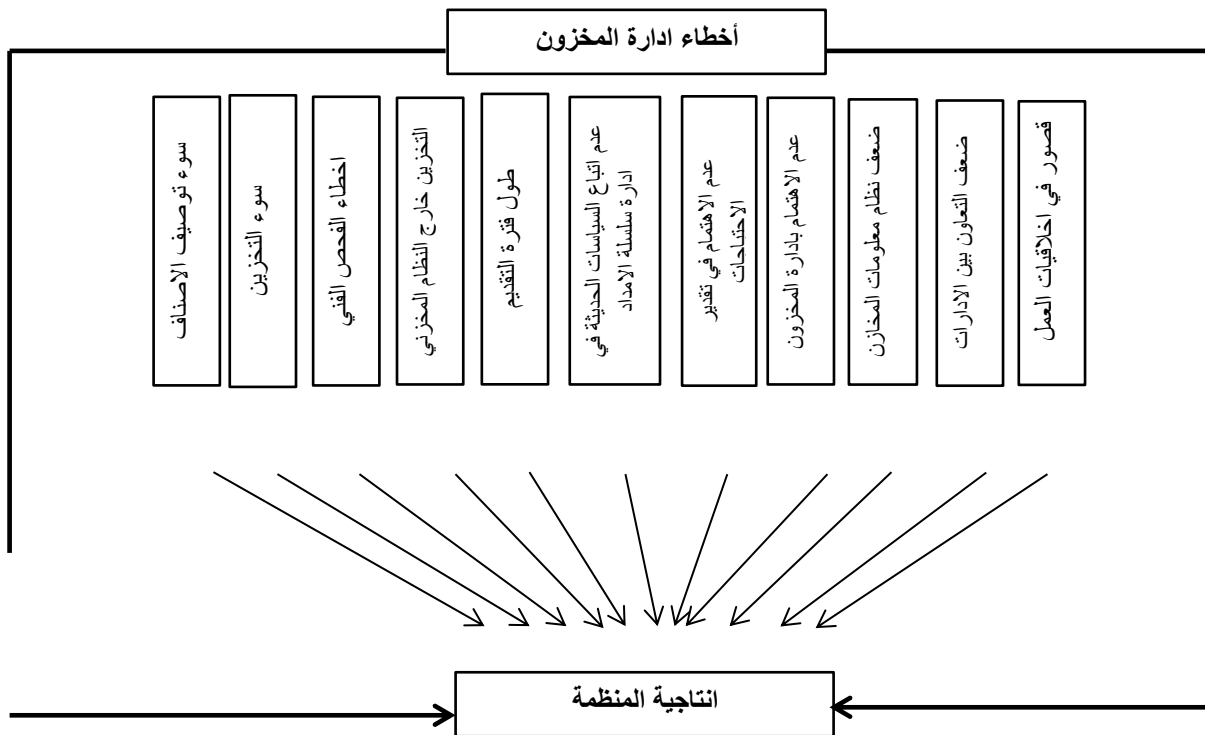 أخطاء ادارة المخزون
قصور في اخلاقيات العمل
ضعف التعاون بين الادارات
ضعف نظام معلومات المخازن
عدم الاهتمام بادارة المخزون
عدم الاهتمام في تقدير
الاحتياجات
عدم اتباع السياسات الحديثة في
ادارة سلسلة الامداد
طول فترة التقديم
التخزين خارج النظام المخزني
اخطاء الفحص الفني
سوء التخزين
سوء توصيف الاصناف
انتاجية المنظمة